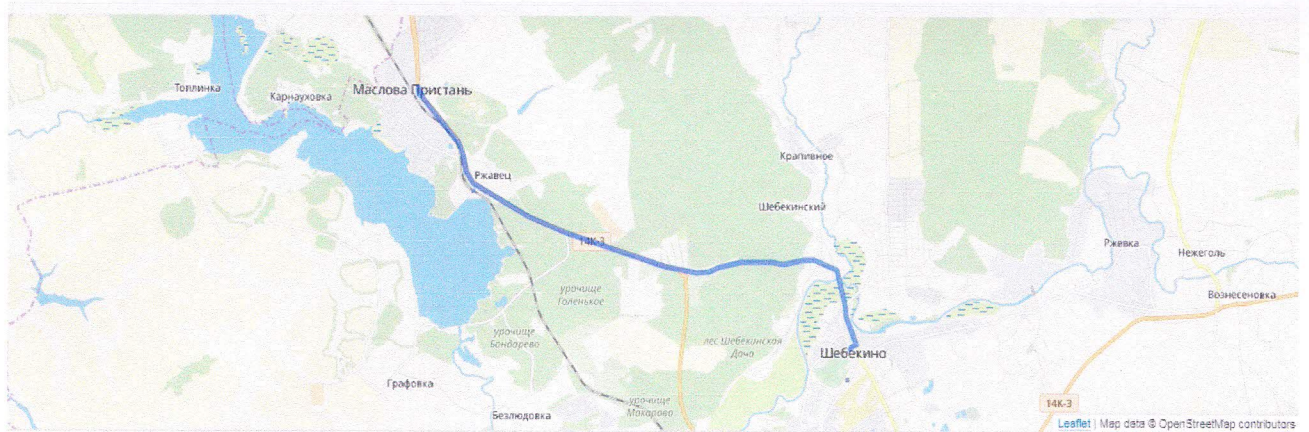 Топлинка
Карнауховка
Маслова Пристань
Крапивное
Ржавец
Шебекинский
14К-3
Ржевка
Нежеголь
урочище
Голенькое
Вознесеновка
урочище
Бондарево
лес Шебекинская
Дача
Шебекино
Графовка
урочище
Макарово
Безлюдовка
14К-3
Leaflet | Map data © OpenStreetMap contributors